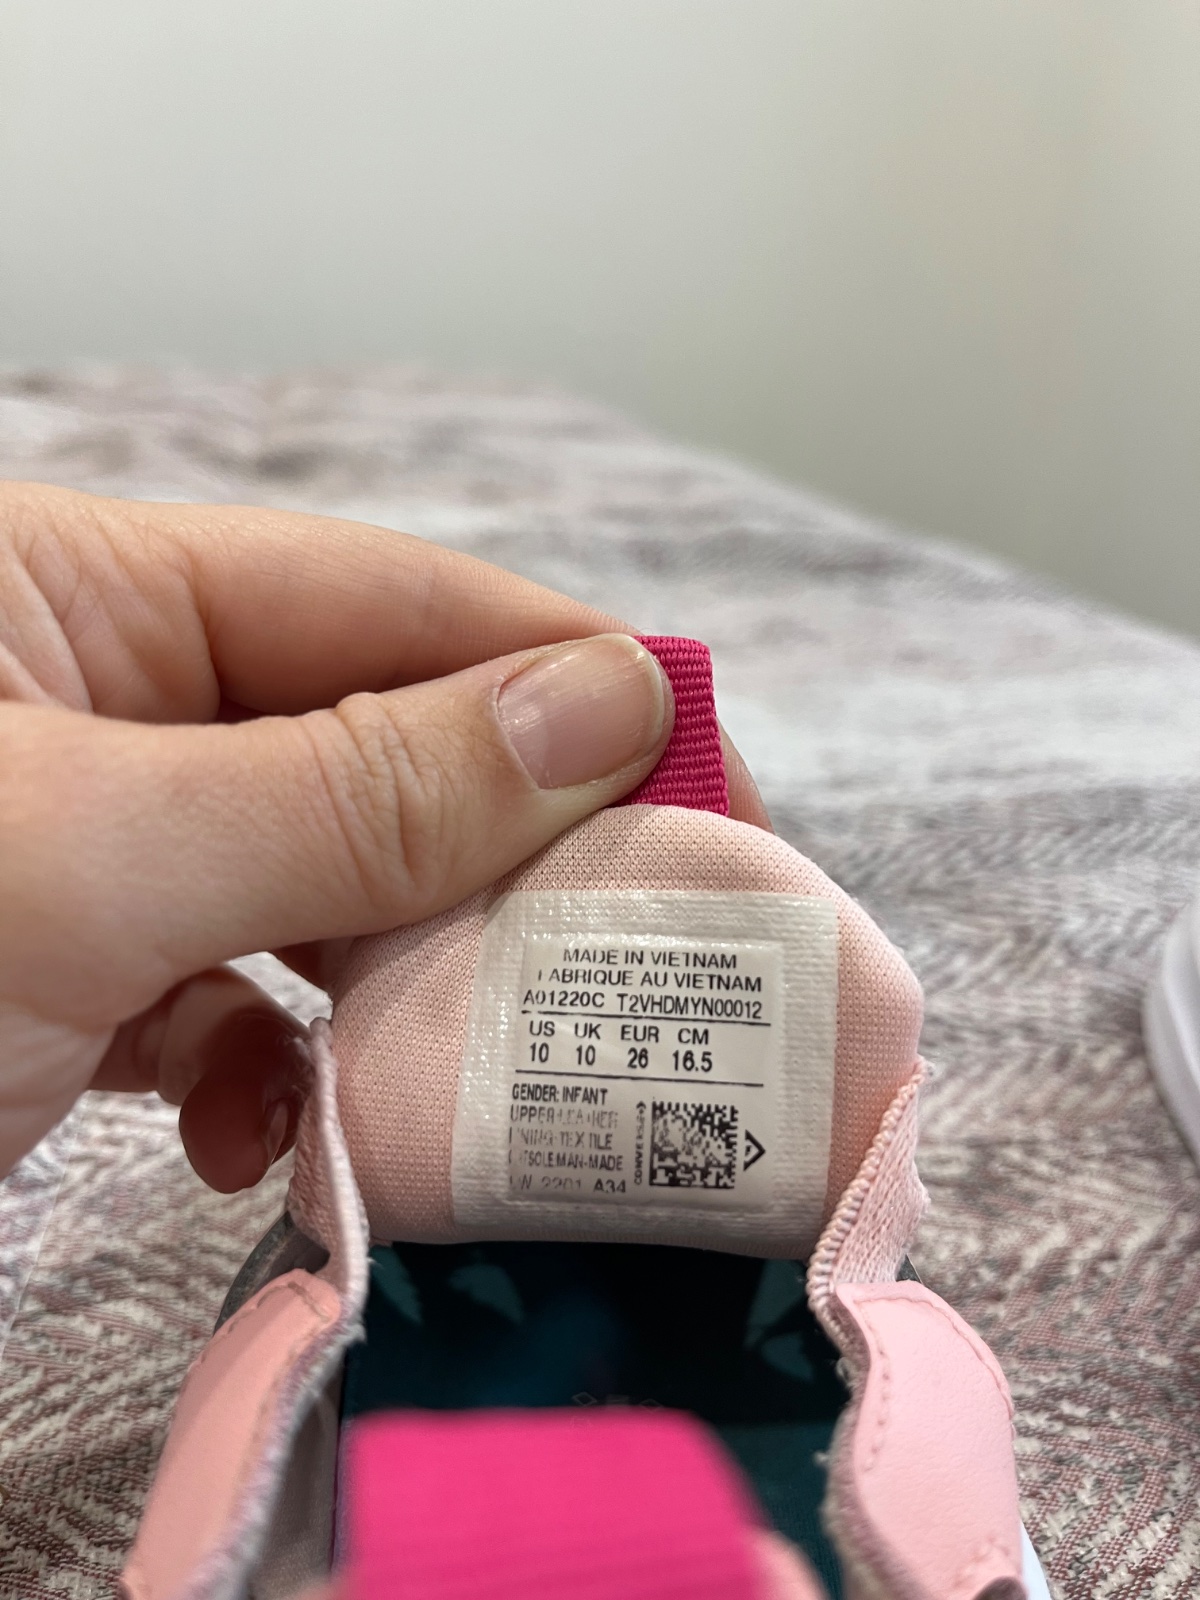 MADE IN VIETNAM
FABRIQUE AU VIETNAM
A01220C T2VHDMYN00012
US UK EUR CM
10 10 26 16.5
GENDER: INFANT
UPPER-LEATHER
LINING-TEXTILE
OUTSOLE MAN-MADE
2201 A34
CONVERSE